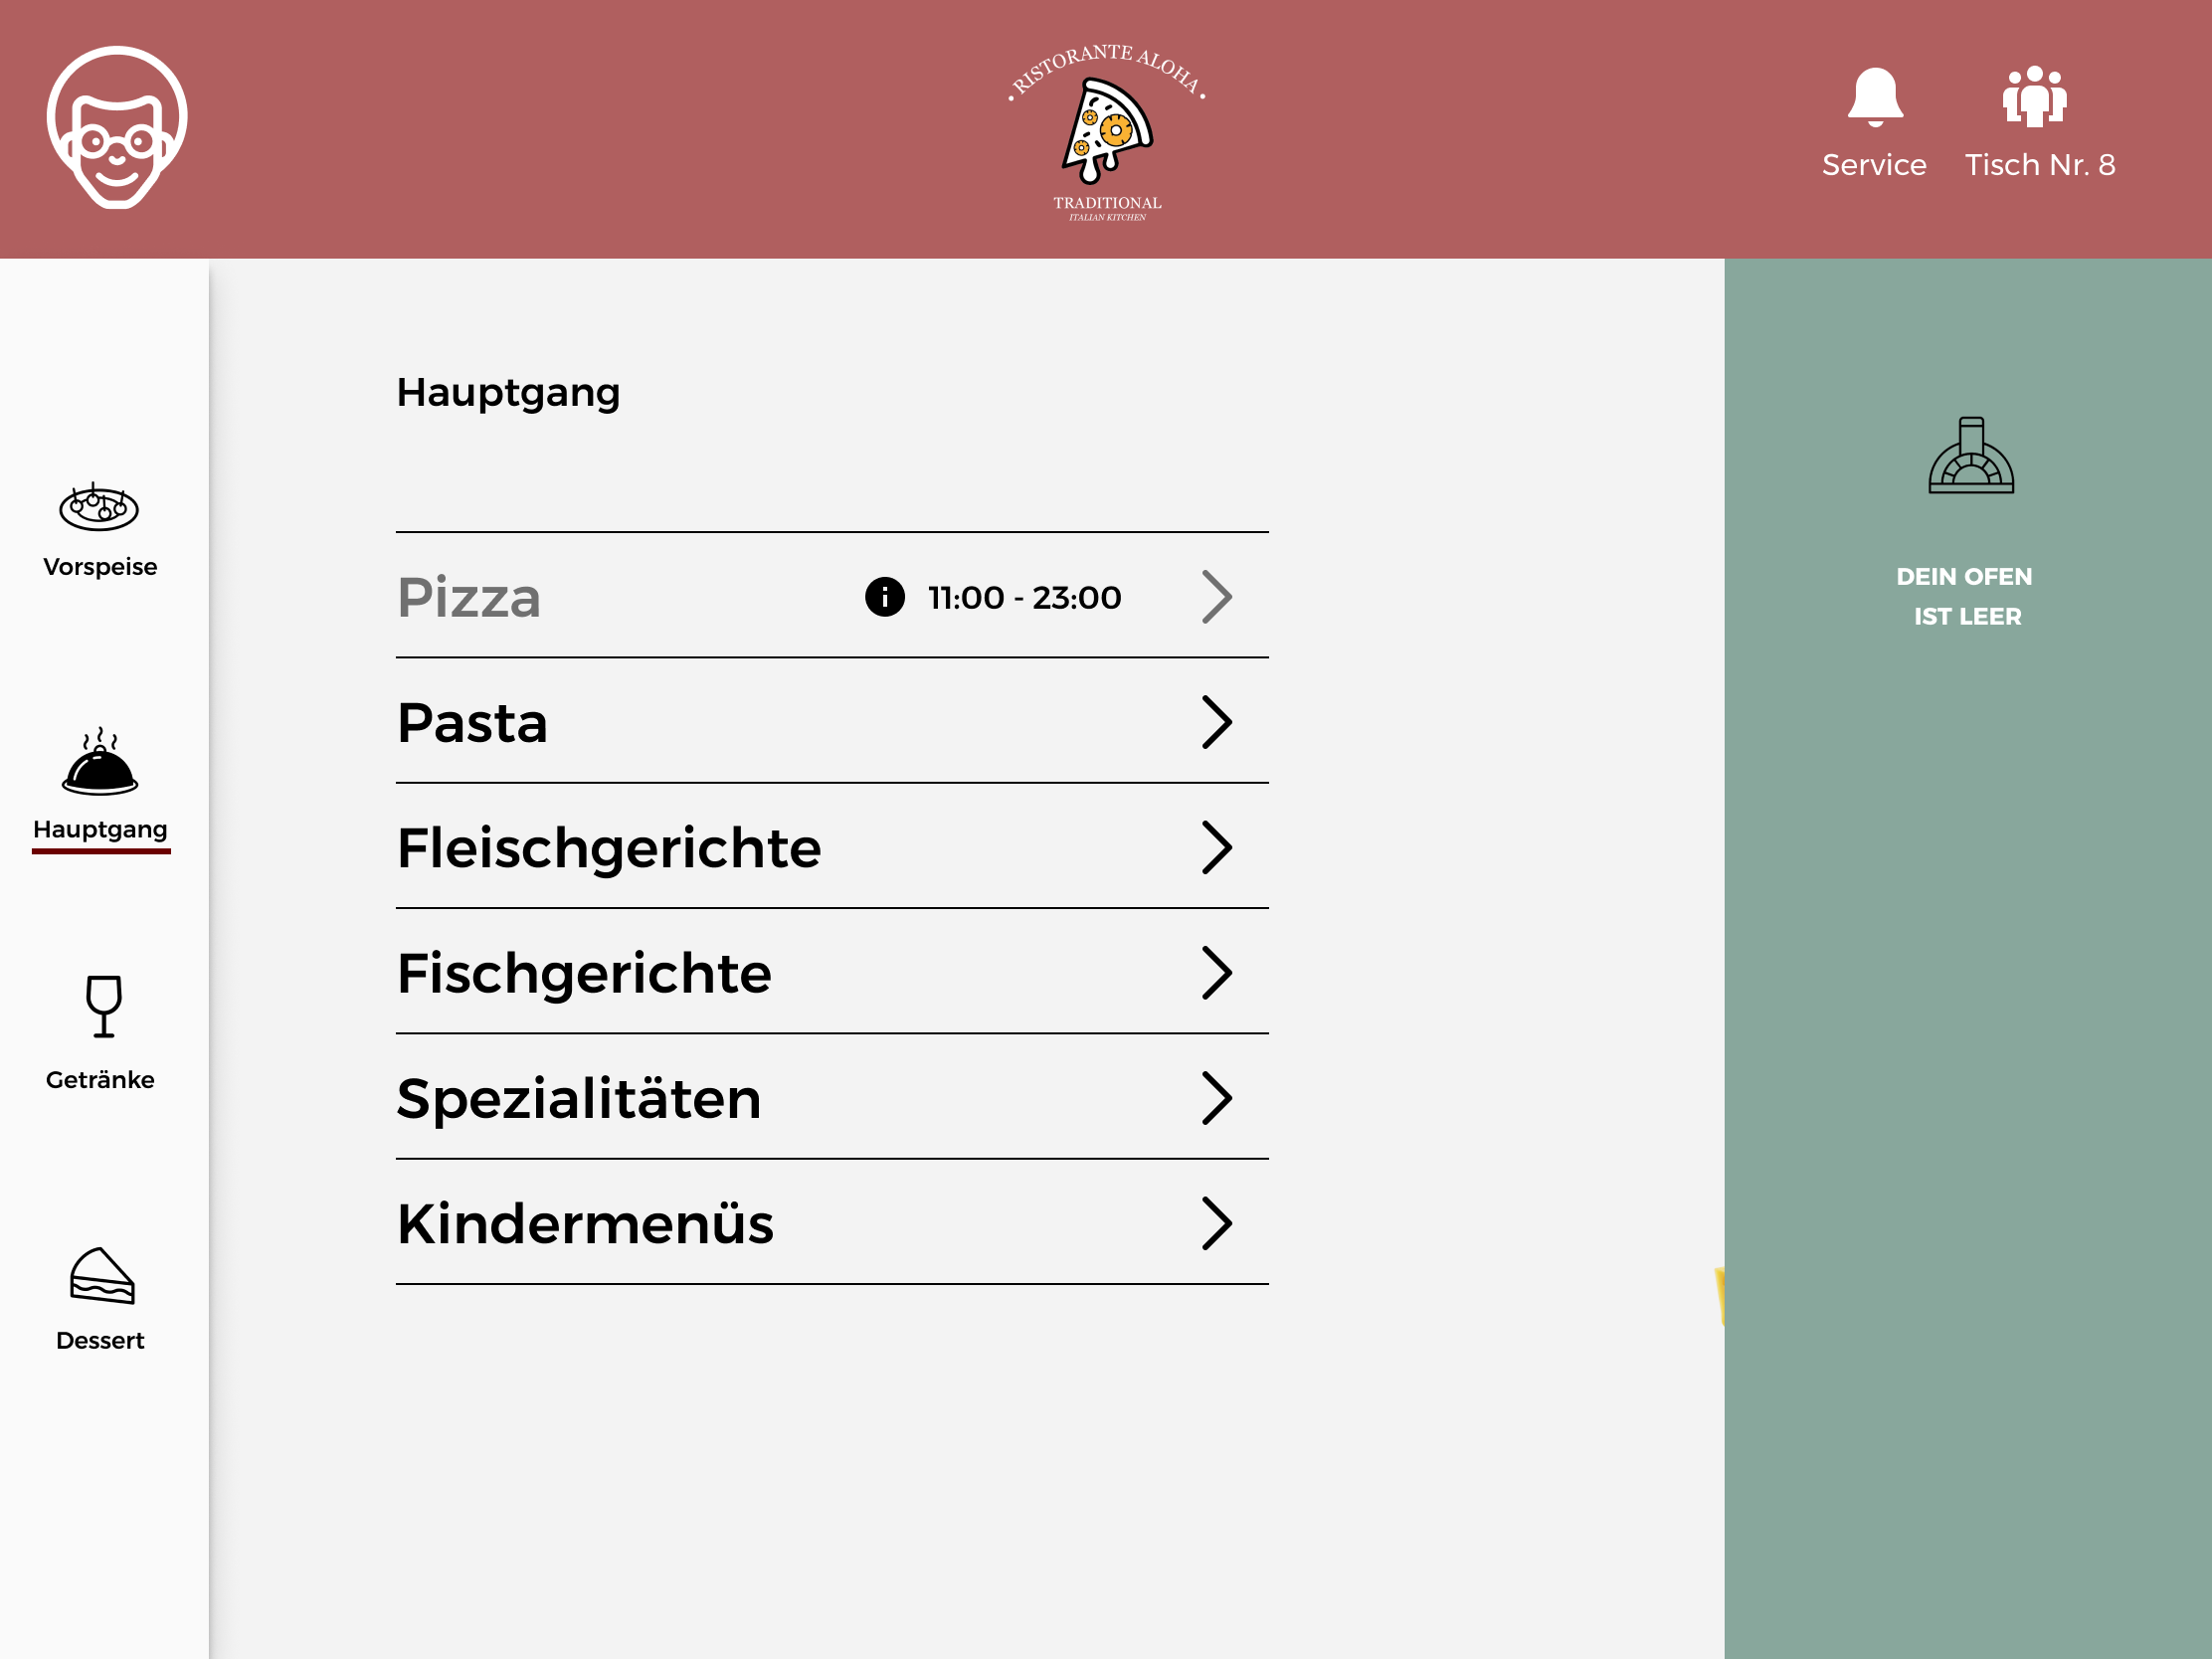 • RISTORANTE ALOHA •
TRADITIONAL
ITALIAN KITCHEN
Service
Tisch Nr. 8
Vorspeise
Hauptgang
Getränke
Dessert
Hauptgang
Pizza
11:00 - 23:00
Pasta
Fleischgerichte
Fischgerichte
Spezialitäten
Kindermenüs
DEIN OFEN
IST LEER